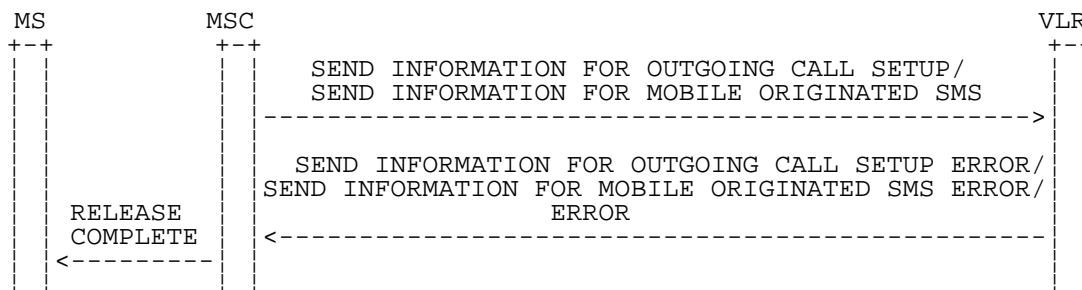 MS MSC VLR
SEND INFORMATION FOR OUTGOING CALL SETUP/
SEND INFORMATION FOR MOBILE ORIGINATED SMS
SEND INFORMATION FOR OUTGOING CALL SETUP ERROR/
SEND INFORMATION FOR MOBILE ORIGINATED SMS ERROR/
RELEASE ERROR
COMPLETE